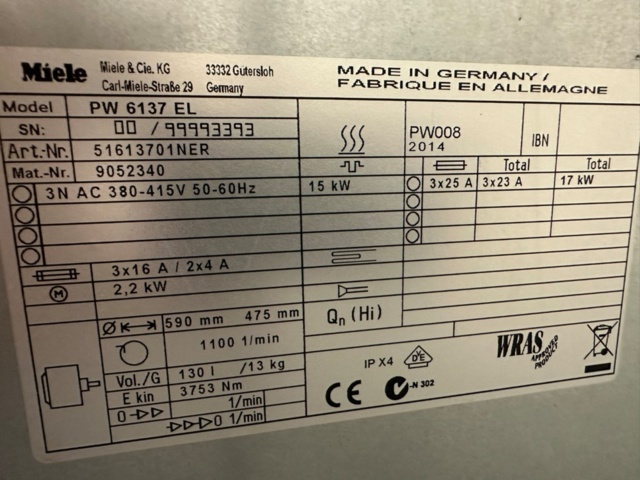 Miele Miele & Cie. KG 33332 Gütersloh
Carl-Miele-Straße 29 Germany
MADE IN GERMANY /
FABRIQUE EN ALLEMAGNE
Model PW 6137 EL
SN: 00 / 99993393
Art.-Nr. 51613701NER
Mat.-Nr. 9052340
PW008
2014
IBN
Total Total
3N AC 380-415V 50-60Hz 15 kW 3x25 A 3x23 A 17 kW
3x16 A / 2x4 A
M 2,2 kW
Qn (Hi)
Ø 590 mm 475 mm
1100 1/min
Vol./G 130 l /13 kg
E kin 3753 Nm
0 1/min
0 1/min
IP X4 VDE
CE N 302
WRAS APPROVED PRODUCT